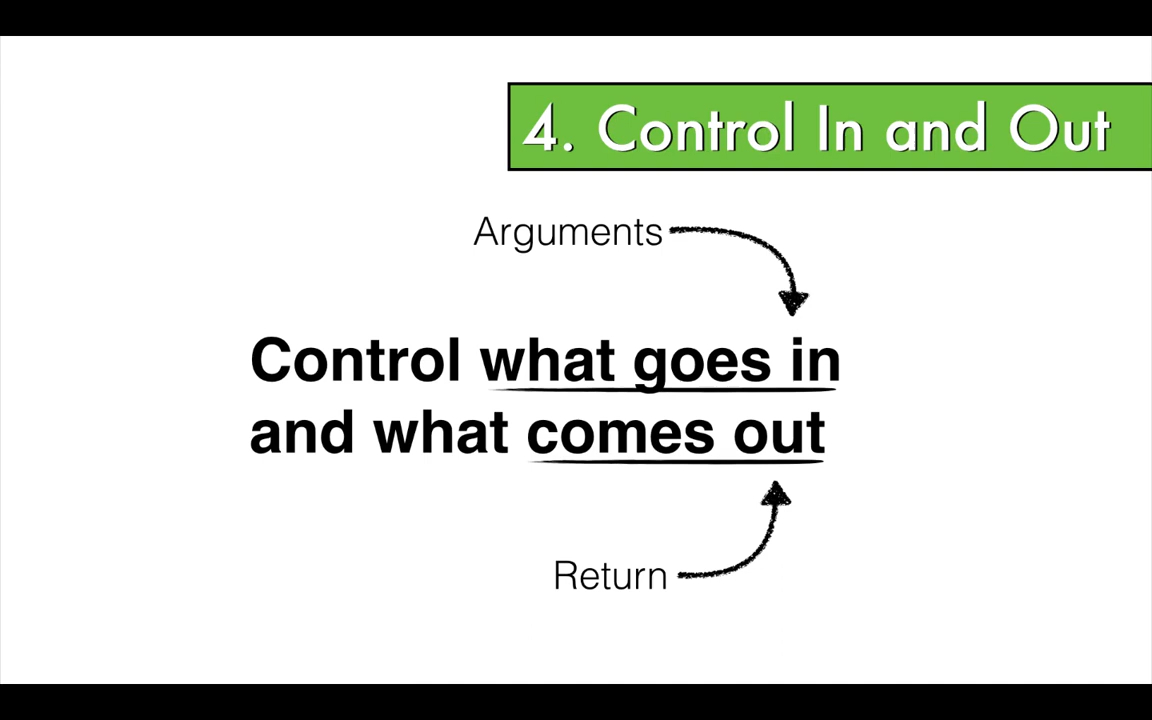 4. Control In and Out
Arguments
Control what goes in
and what comes out
Return